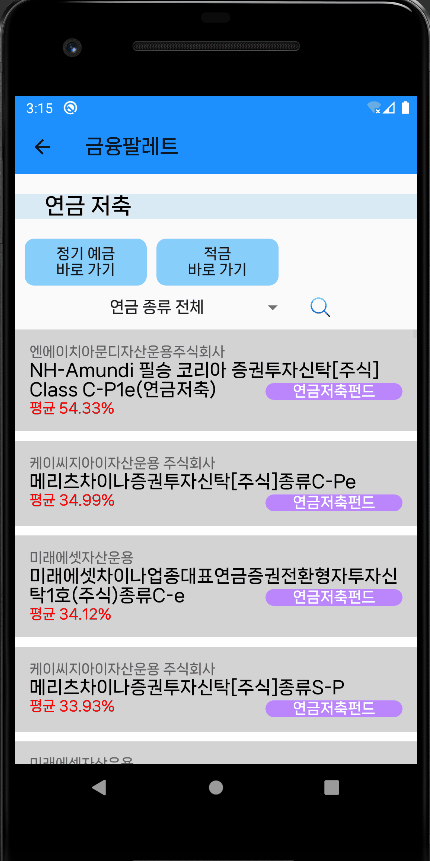 3:15
금융팔레트
연금 저축
정기 예금
바로 가기
적금
바로 가기
연금 종류 전체
엔에이치아문디자산운용주식회사
NH-Amundi 필승 코리아 증권투자신탁[주식]
Class C-P1e(연금저축)
연금저축펀드
평균 54.33%
케이씨지아이자산운용 주식회사
메리츠차이나증권투자신탁[주식]종류C-Pe
평균 34.99%
연금저축펀드
미래에셋자산운용
미래에셋차이나업종대표연금증권전환형자투자신
탁1호(주식)종류C-e
연금저축펀드
평균 34.12%
케이씨지아이자산운용 주식회사
메리츠차이나증권투자신탁[주식]종류S-P
평균 33.93%
연금저축펀드
미래에셋자산운용